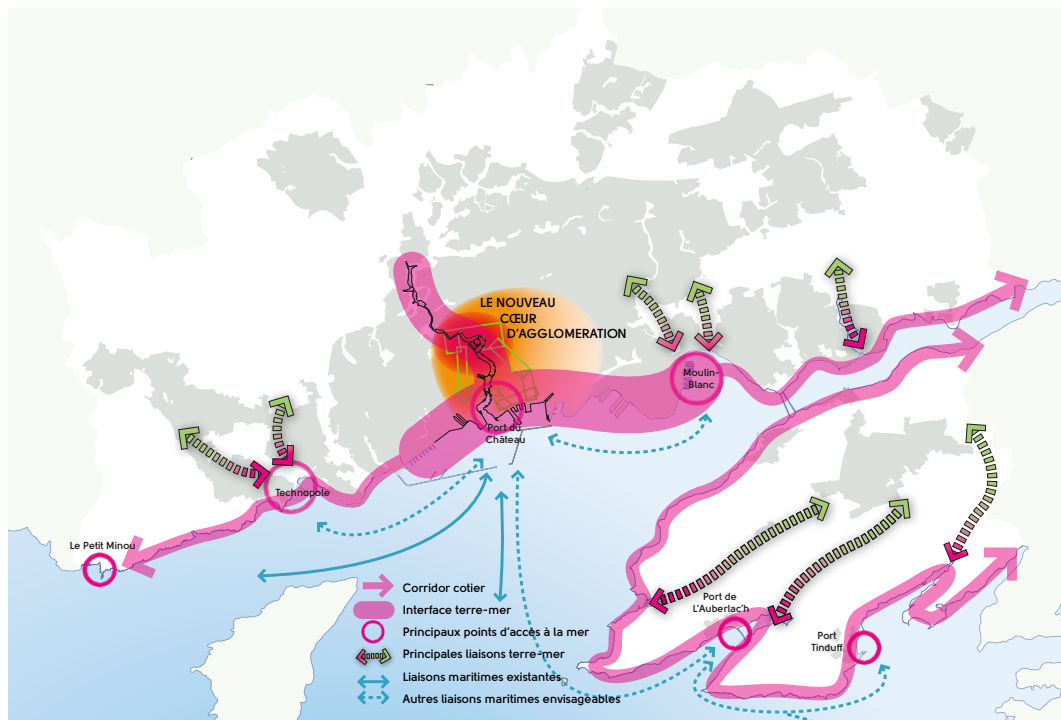 LE NOUVEAU
CŒUR
D'AGGLOMERATION
Moulin-
Blanc
Port du
Château
Technopole
Le Petit Minou
Port de
L'Auberlac'h
Port
Tinduff
Corridor cotier
Interface terre-mer
Principaux points d'accès à la mer
Principales liaisons terre-mer
Liaisons maritimes existantes
Autres liaisons maritimes envisageables